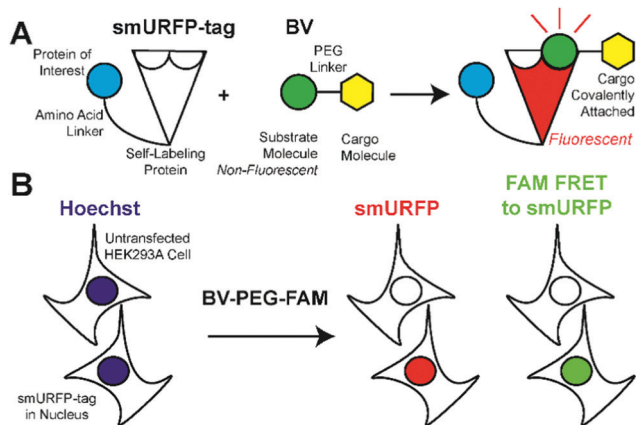 A
smURFP-tag
BV
Protein of
Interest
PEG
Linker
+
Cargo
Covalently
Attached
Amino Acid
Linker
Self-Labeling
Protein
Substrate
Molecule
Non-Fluorescent
Cargo
Molecule
Fluorescent
B
Hoechst
smURFP
FAM FRET
to smURFP
Untransfected
HEK293A Cell
BV-PEG-FAM
smURFP-tag
in Nucleus